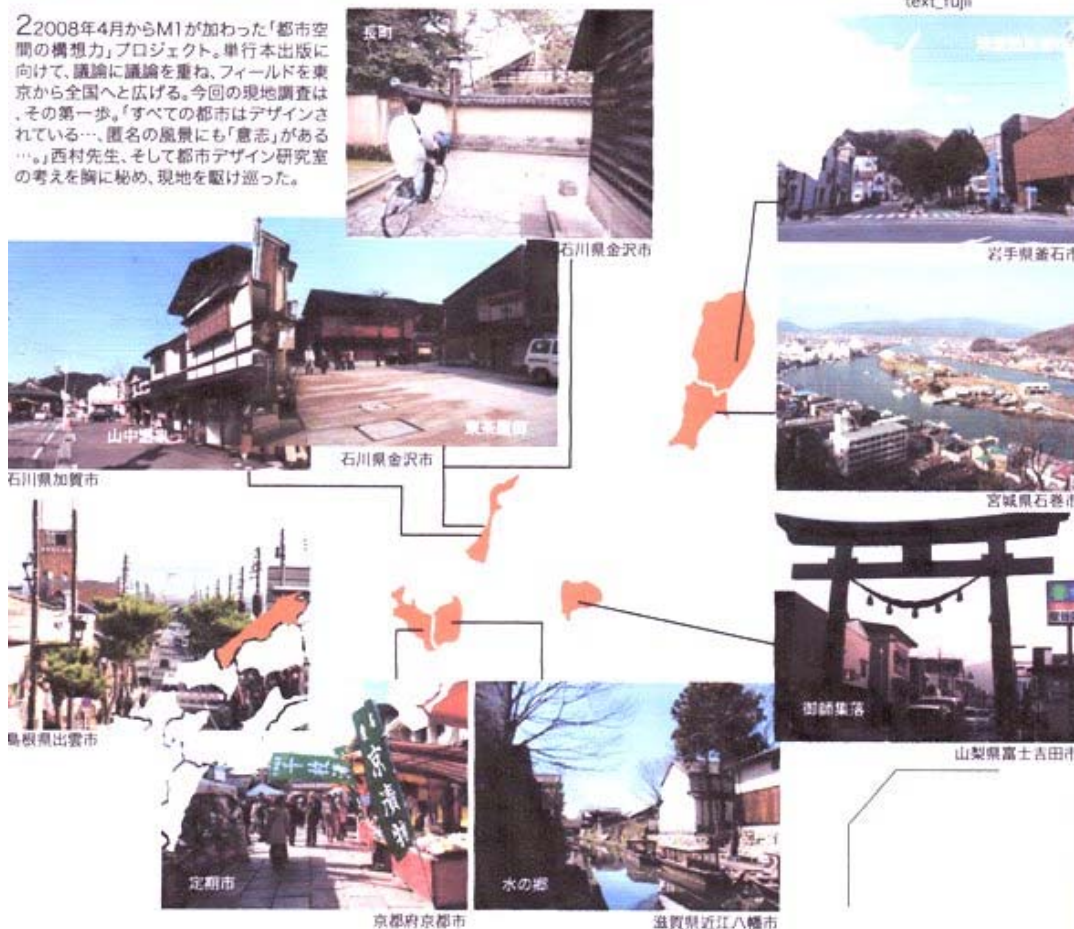 text_fujii
22008年4月からM1が加わった「都市空
間の構想力」プロジェクト。単行本出版に
向けて、議論に議論を重ね、フィールドを東
京から全国へと広げる。今回の現地調査は
、その第一歩。「すべての都市はデザインさ
れている…、匿名の風景にも「意志」がある
…。」西村先生、そして都市デザイン研究室
の考えを胸に秘め、現地を駆け巡った。
長町
石川県金沢市
岩手県釜石市
山中温泉
石川県加賀市
石川県金沢市
宮城県石巻市
島根県出雲市
御師集落
山梨県富士吉田市
京漬物
定期市
京都府京都市
水の郷
滋賀県近江八幡市